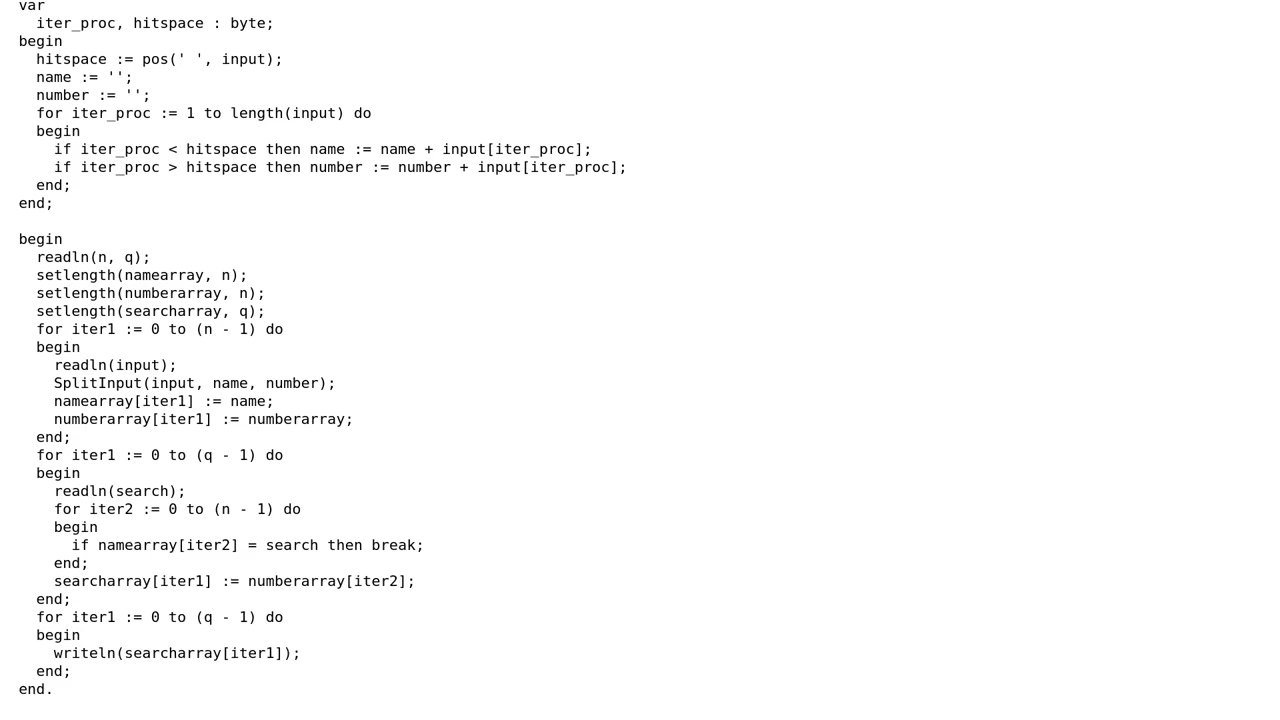 var
  iter_proc, hitspace : byte;
begin
  hitspace := pos(' ', input);
  name := '';
  number := '';
  for iter_proc := 1 to length(input) do
  begin
    if iter_proc < hitspace then name := name + input[iter_proc];
    if iter_proc > hitspace then number := number + input[iter_proc];
  end;
end;

begin
  readln(n, q);
  setlength(namearray, n);
  setlength(numberarray, n);
  setlength(searcharray, q);
  for iter1 := 0 to (n - 1) do
  begin
    readln(input);
    SplitInput(input, name, number);
    namearray[iter1] := name;
    numberarray[iter1] := numberarray;
  end;
  for iter1 := 0 to (q - 1) do
  begin
    readln(search);
    for iter2 := 0 to (n - 1) do
    begin
      if namearray[iter2] = search then break;
    end;
    searcharray[iter1] := numberarray[iter2];
  end;
  for iter1 := 0 to (q - 1) do
  begin
    writeln(searcharray[iter1]);
  end;
end.